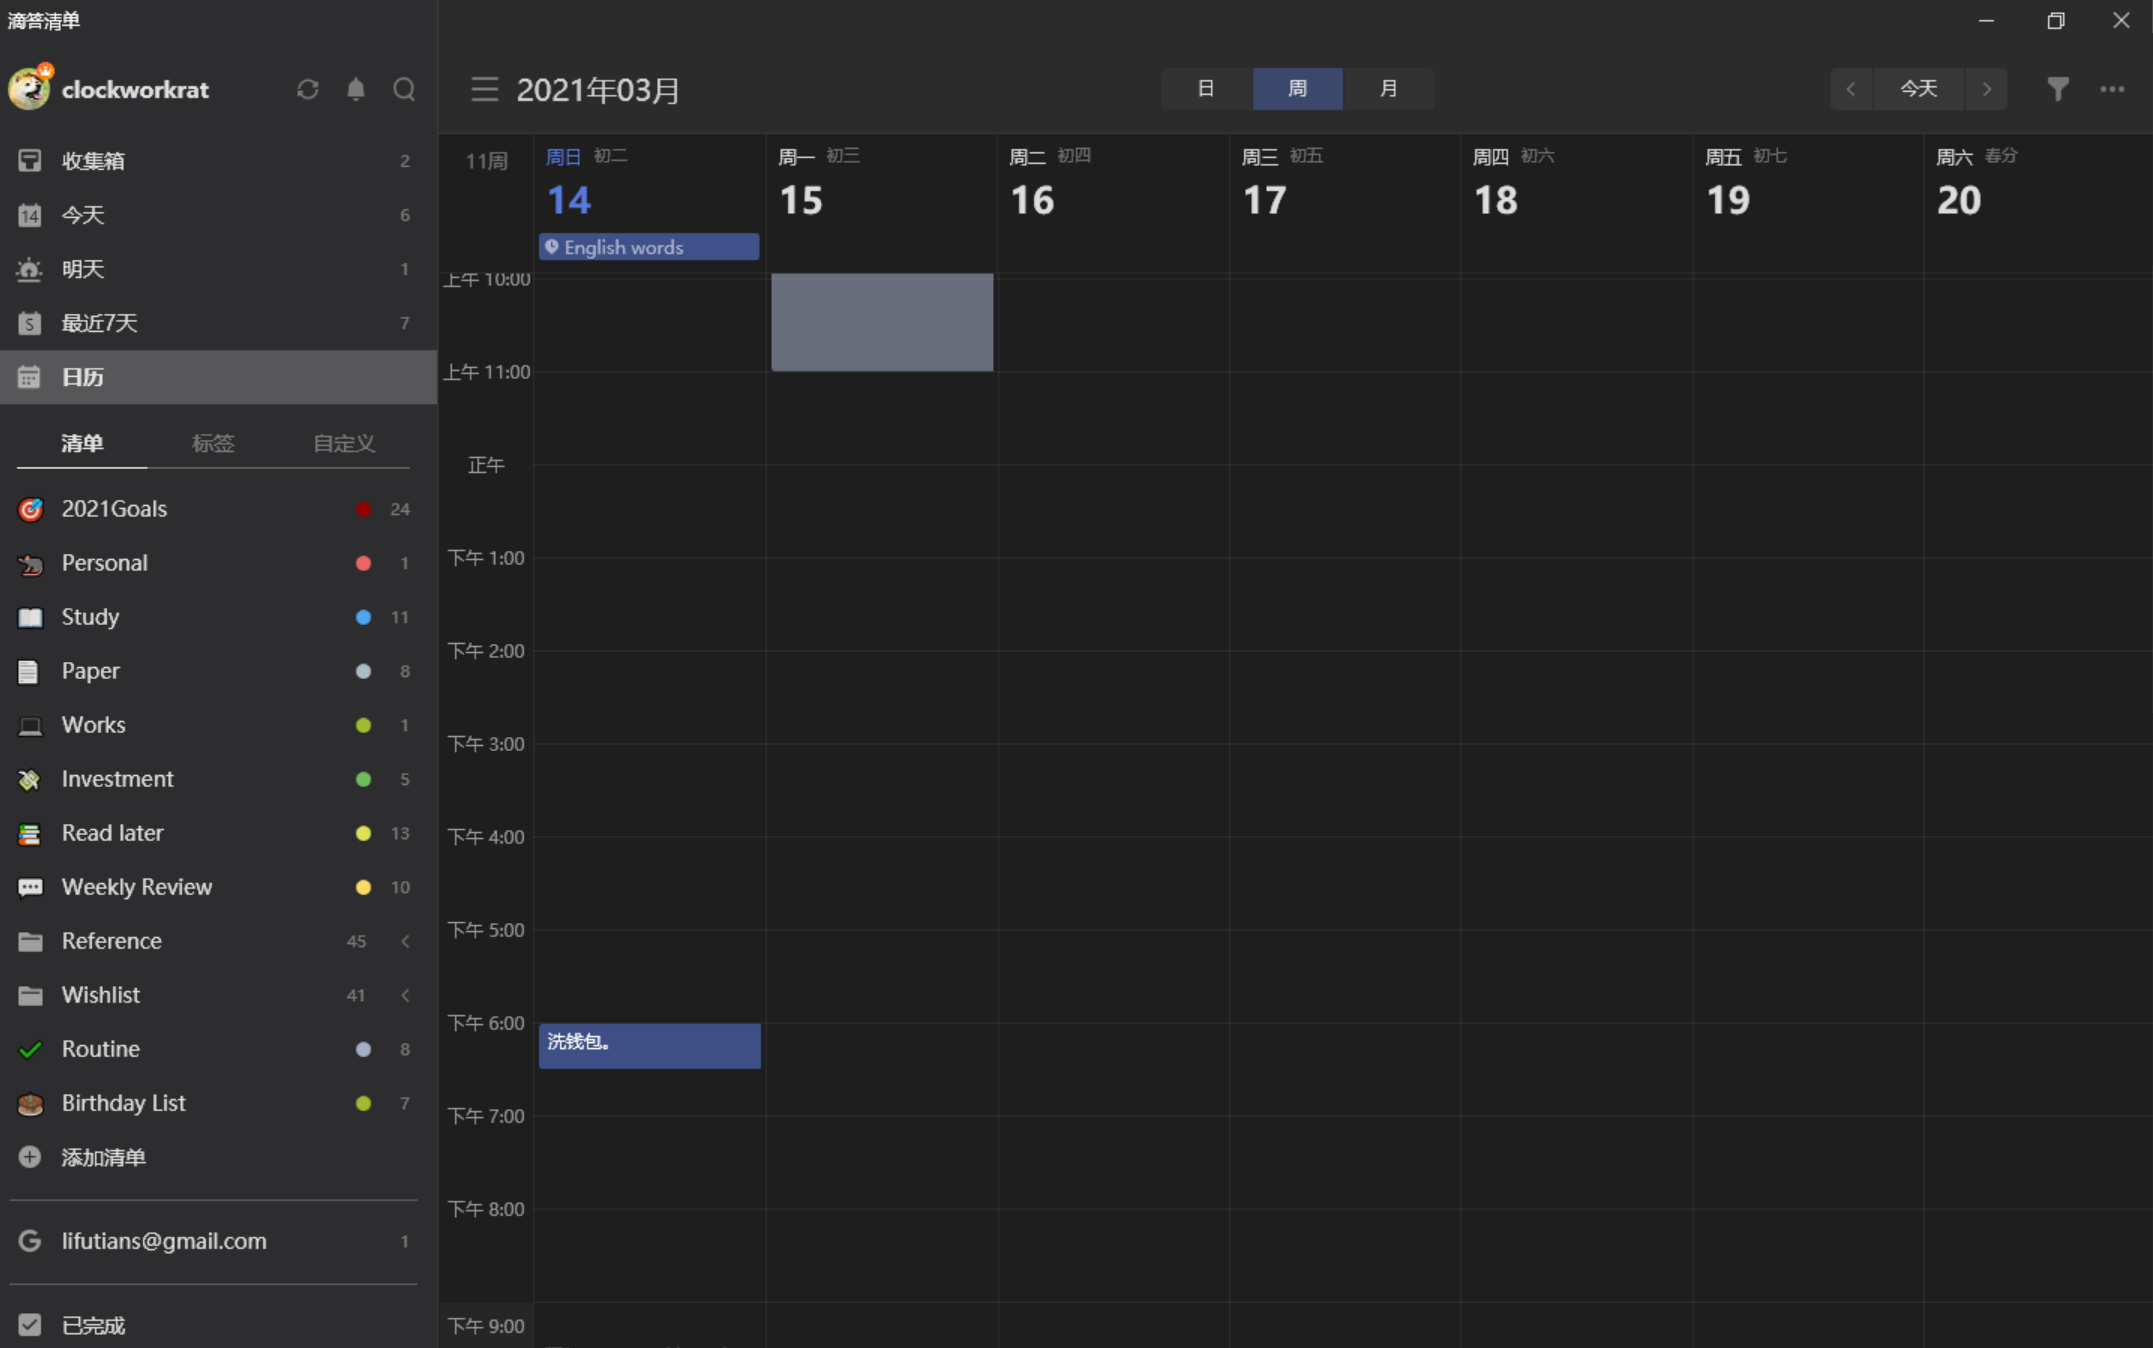 滴答清单
clockworkrat
收集箱 2
14 今天 6
明天 1
S 最近7天 7
日历
清单 标签 自定义
2021Goals 24
Personal 1
Study 11
Paper 8
Works 1
Investment 5
Read later 13
Weekly Review 10
Reference 45
Wishlist 41
Routine 8
Birthday List 7
添加清单
lifutians@gmail.com 1
已完成
2021年03月
日 周 月
今天
11周
周日 初二 周一 初三 周二 初四 周三 初五 周四 初六 周五 初七 周六 春分
14 15 16 17 18 19 20
English words
上午 10:00
上午 11:00
正午
下午 1:00
下午 2:00
下午 3:00
下午 4:00
下午 5:00
下午 6:00
洗钱包。
下午 7:00
下午 8:00
下午 9:00